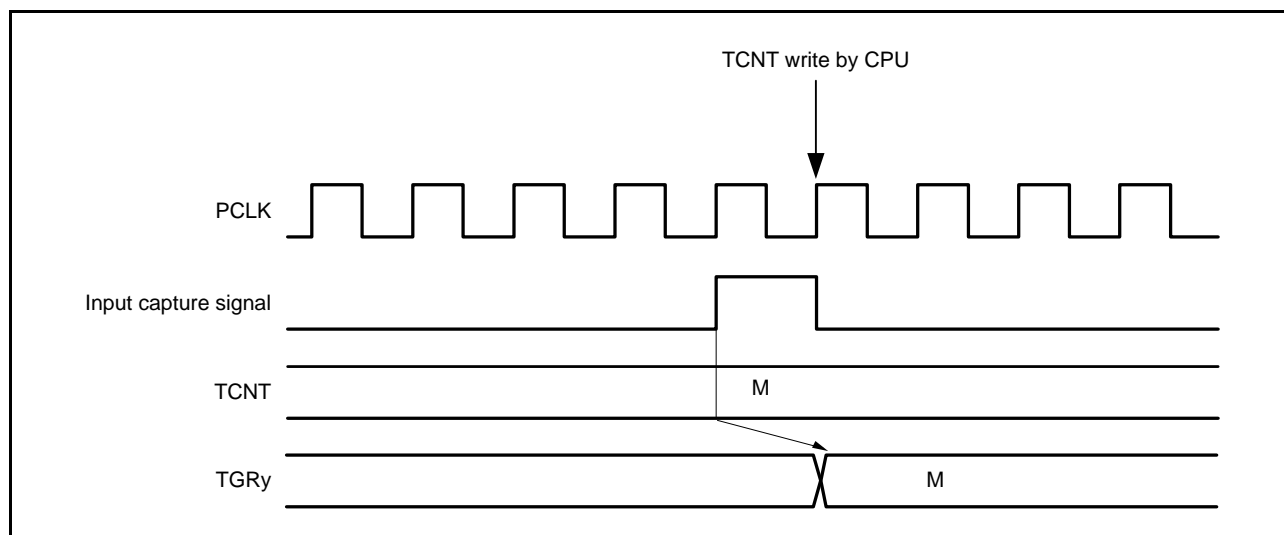 TCNT write by CPU
PCLK
Input capture signal
TCNT
M
TGRy
M